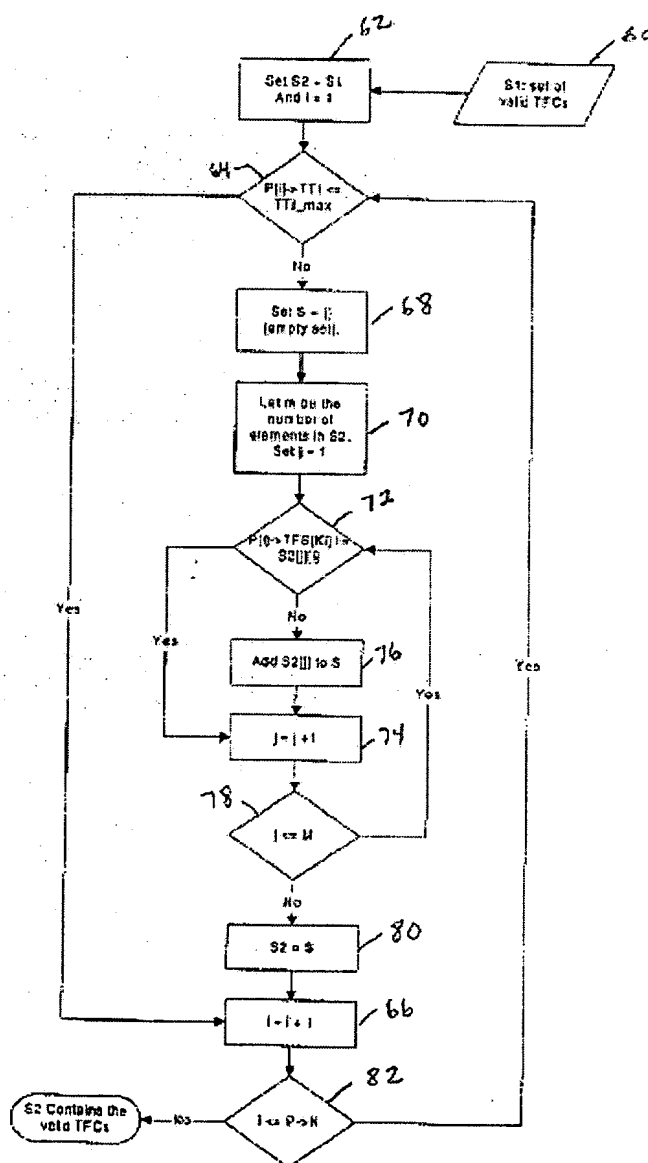 62
60
Set S2 = S1
And i = 1
S1: set of
valid TFCs
64
P[i]->TTI <=
TTI_max
No
Set S = {}
(empty set).
68
Let m be the
number of
elements in S2.
Set j = 1
70
72
No
Yes
Yes
Yes
Yes
Add S2[j] to S
76
j = j +1
74
78
j <= M
No
S2 = S
80
i = i + 1
66
82
S2 Contains the
valid TFCs
No
i <= P->N